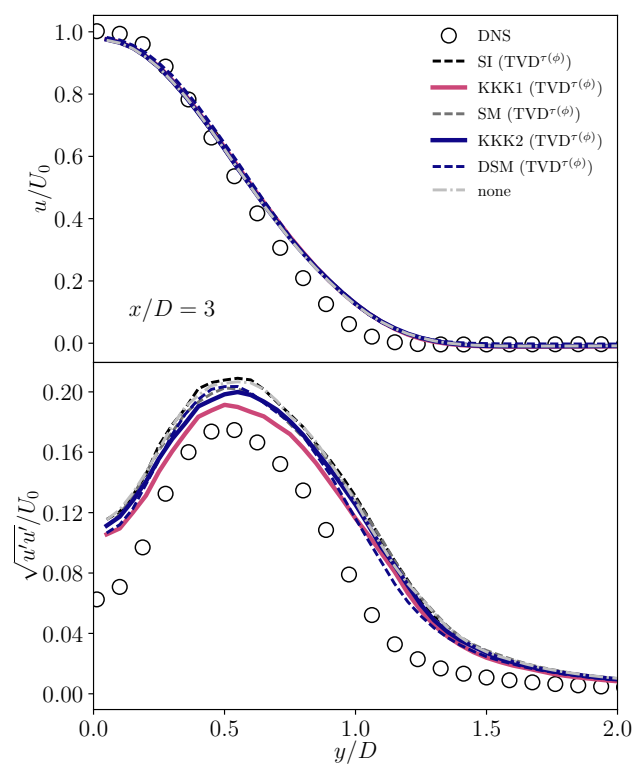 1.0
0.8
0.6
0.4
0.2
0.0
u/U₀
DNS
SI (TVD^τ(ϕ))
KKK1 (TVD^τ(ϕ))
SM (TVD^τ(ϕ))
KKK2 (TVD^τ(ϕ))
DSM (TVD^τ(ϕ))
none
x/D = 3
0.20
0.16
0.12
0.08
0.04
0.00
√u′u′/U₀
0.0 0.5 1.0 1.5 2.0
y/D